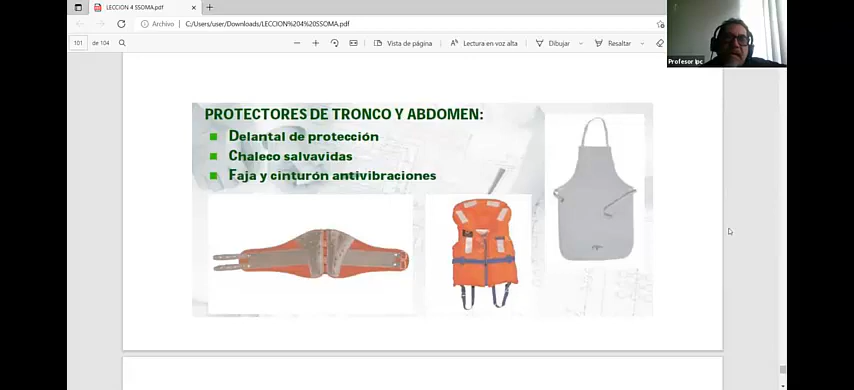 LECCION 4 SSOMA.pdf
Archivo
C:/Users/user/Downloads/LECCION%204%20SSOMA.pdf
101
de 104
Vista de página
Lectura en voz alta
Dibujar
Resaltar
Profesor ipc
PROTECTORES DE TRONCO Y ABDOMEN:
Delantal de protección
Chaleco salvavidas
Faja y cinturón antivibraciones